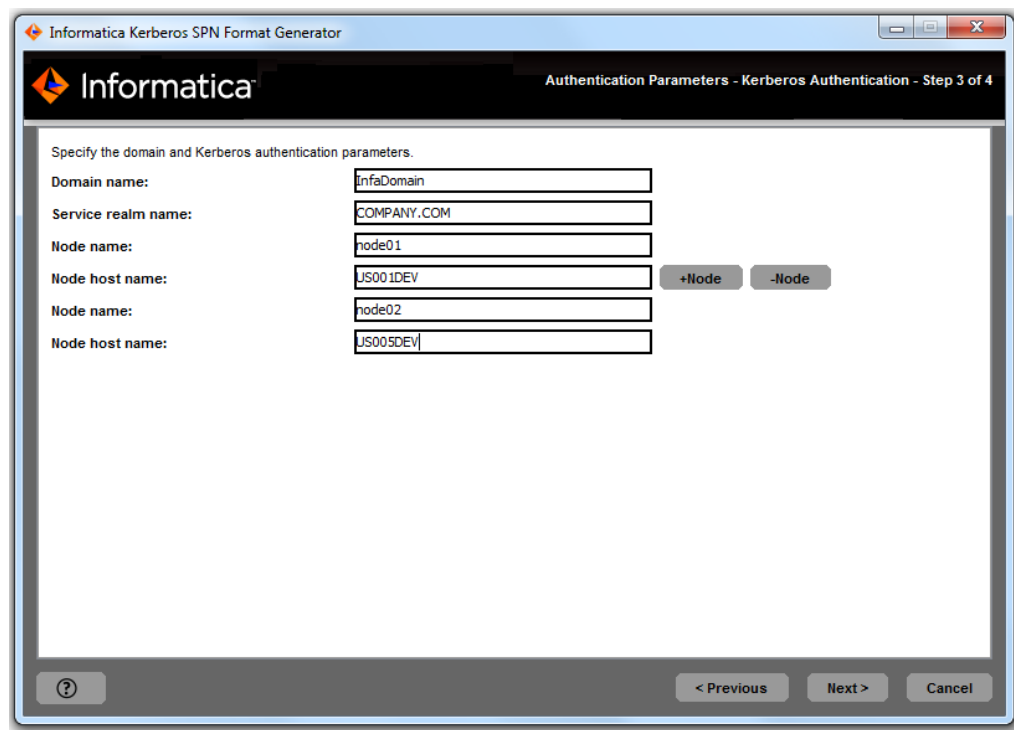 Informatica Kerberos SPN Format Generator
Informatica
Authentication Parameters - Kerberos Authentication - Step 3 of 4
Specify the domain and Kerberos authentication parameters.
Domain name: InfaDomain
Service realm name: COMPANY.COM
Node name: node01
Node host name: US001DEV +Node -Node
Node name: node02
Node host name: US005DEV
? < Previous Next > Cancel